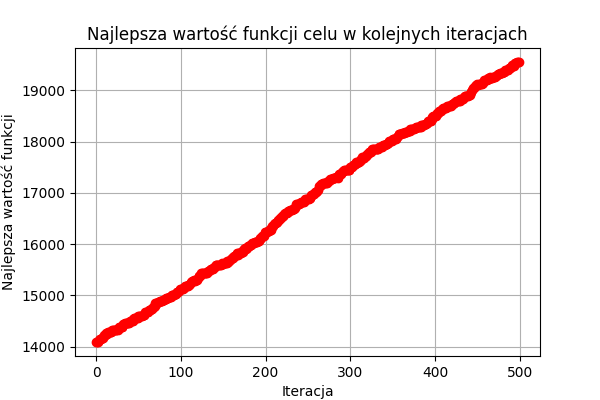 Najlepsza wartość funkcji celu w kolejnych iteracjach
Najlepsza wartość funkcji
19000
18000
17000
16000
15000
14000
0 100 200 300 400 500
Iteracja